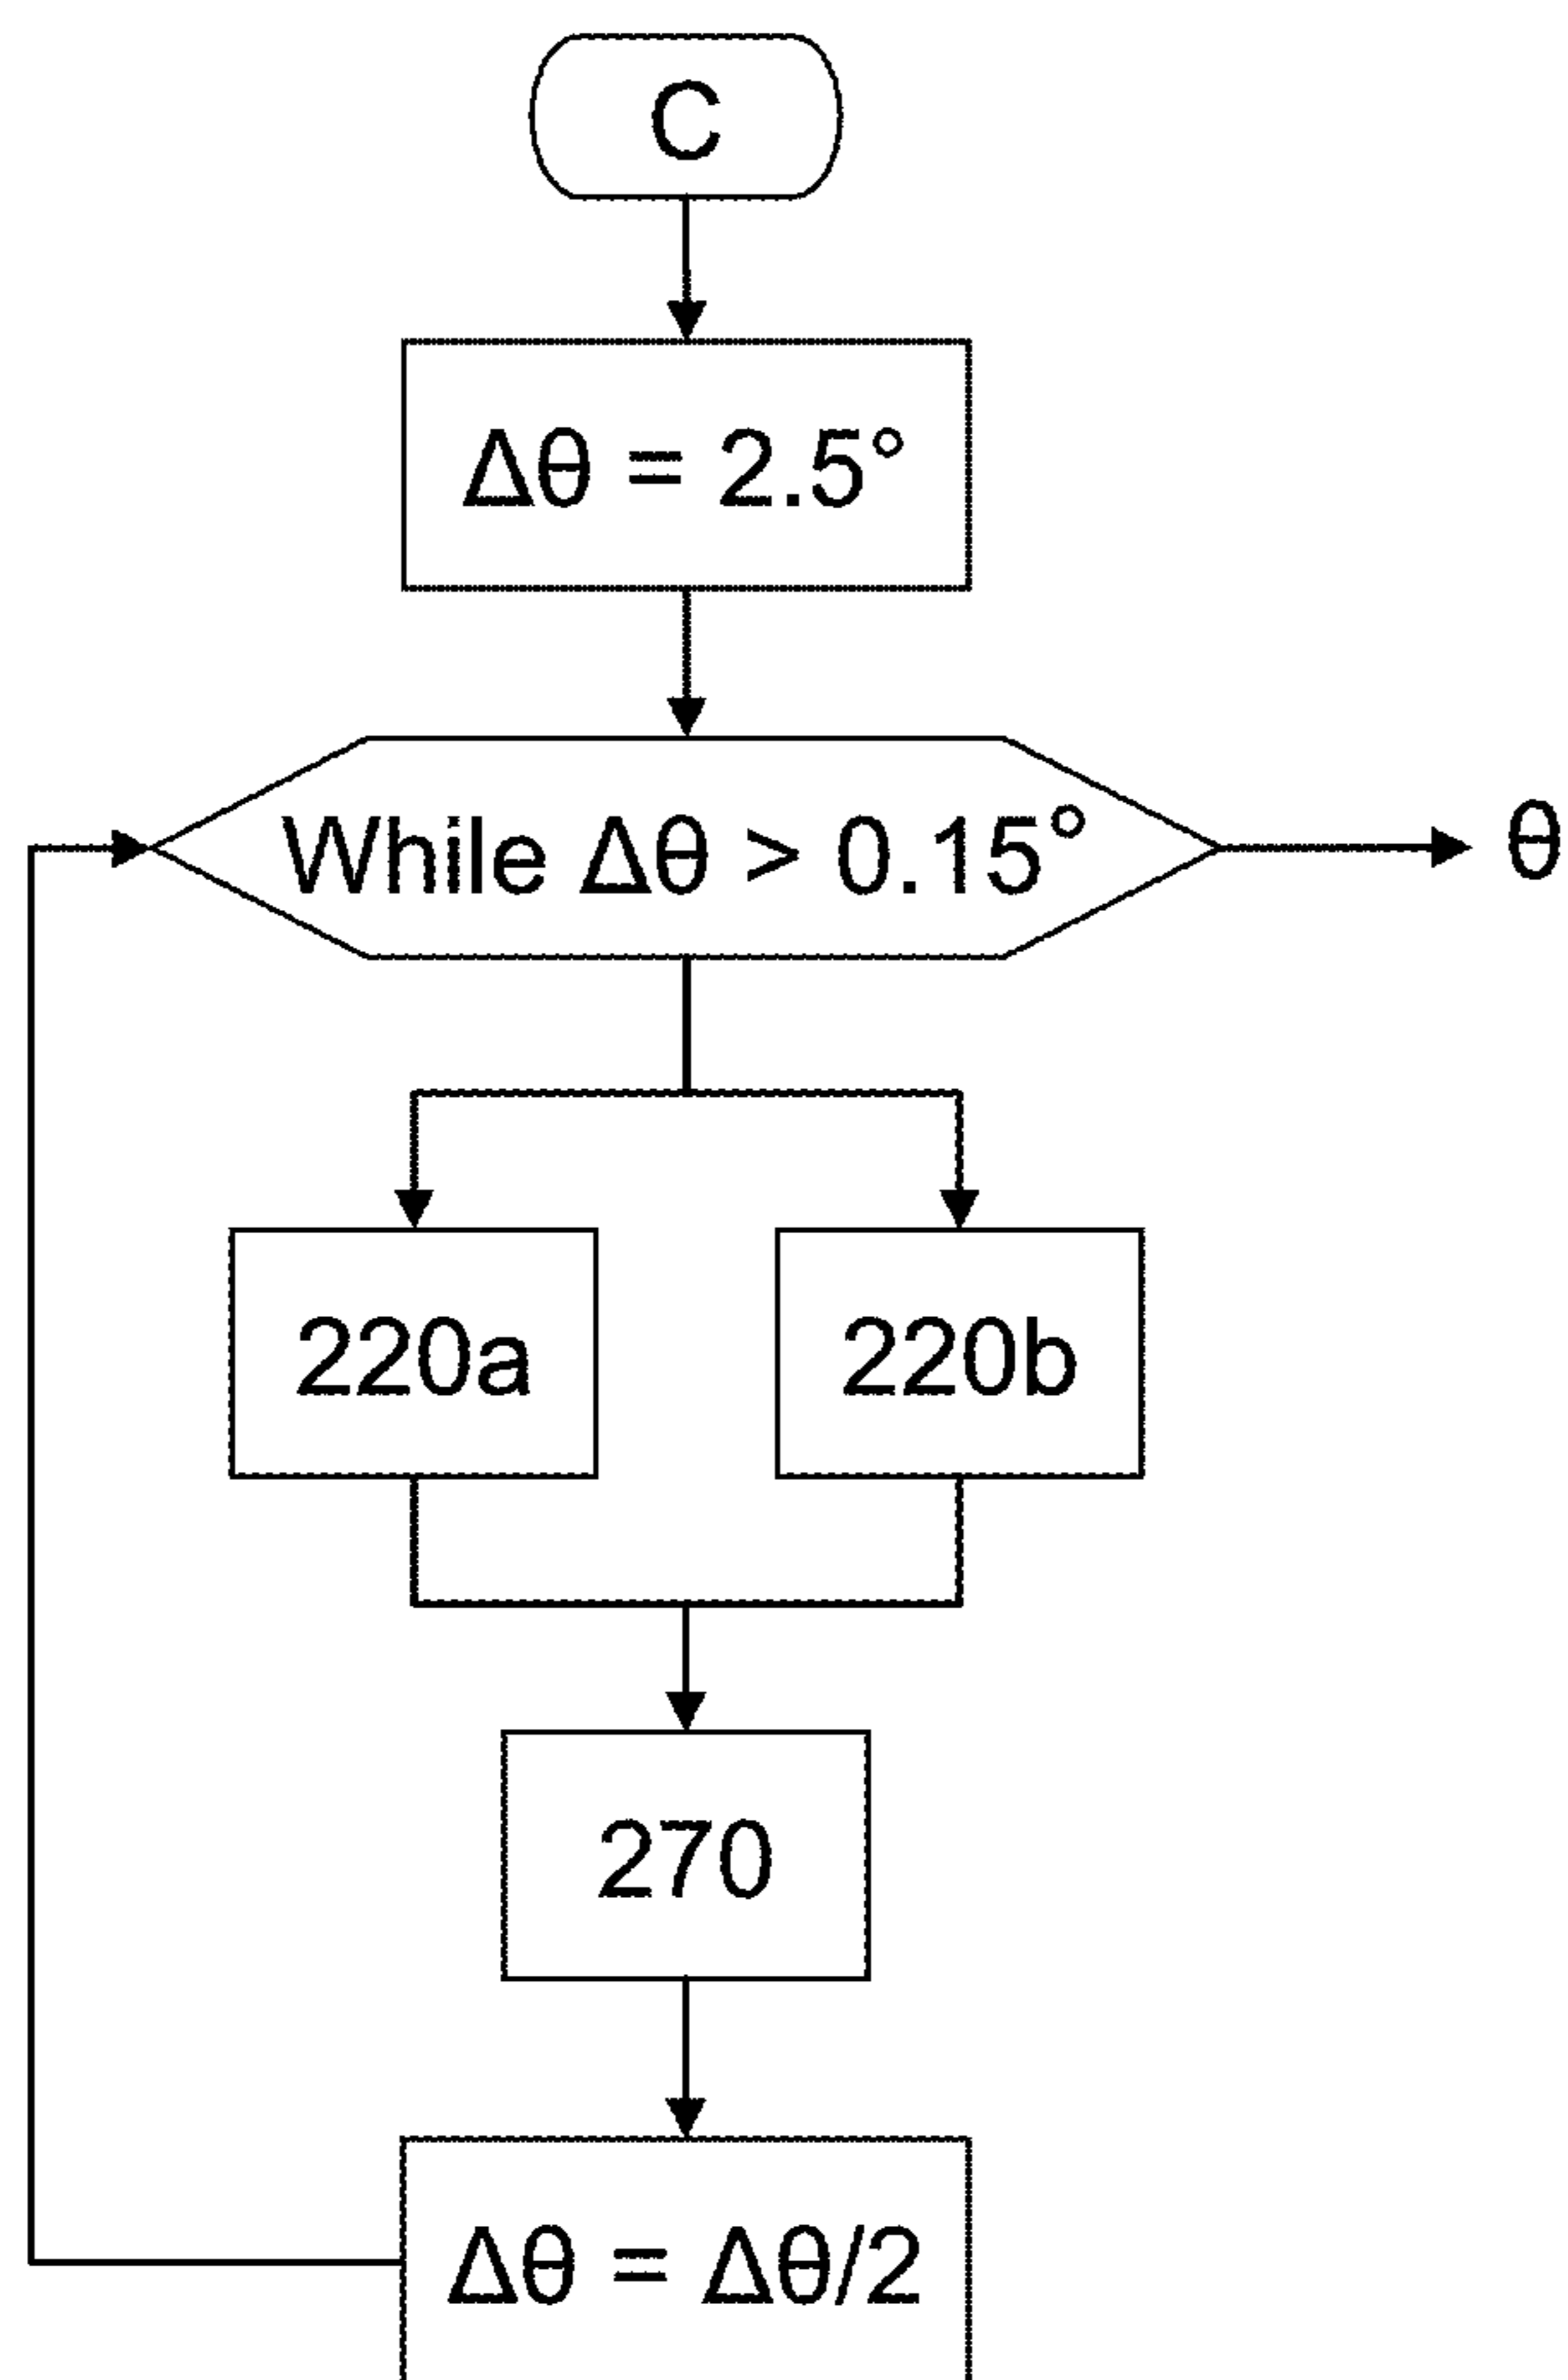 C
Δθ = 2.5°
While Δθ > 0.15°
θ
220a
220b
270
Δθ = Δθ/2